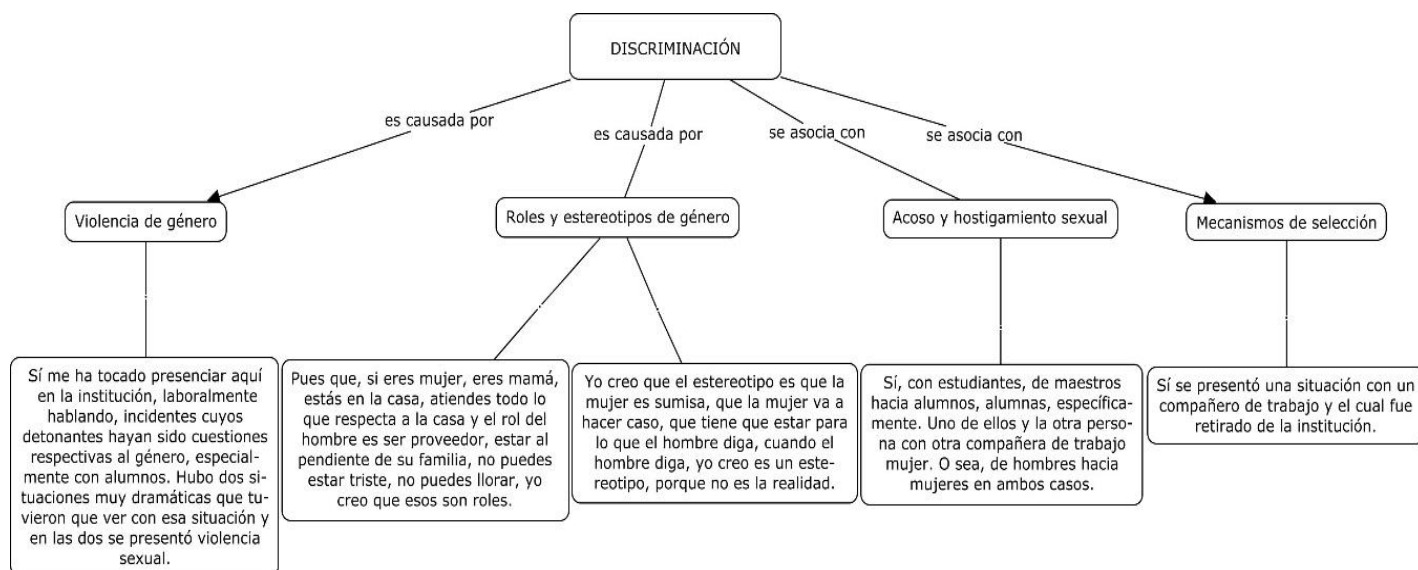 DISCRIMINACIÓN
es causada por
es causada por
se asocia con
se asocia con
Violencia de género
Roles y estereotipos de género
Acoso y hostigamiento sexual
Mecanismos de selección
Sí me ha tocado presenciar aquí
en la institución, laboralmente
hablando, incidentes cuyos
detonantes hayan sido cuestiones
respectivas al género, especial-
mente con alumnos. Hubo dos si-
tuaciones muy dramáticas que tu-
vieron que ver con esa situación y
en las dos se presentó violencia
sexual.
Pues que, si eres mujer, eres mamá,
estás en la casa, atiendes todo lo
que respecta a la casa y el rol del
hombre es ser proveedor, estar al
pendiente de su familia, no puedes
estar triste, no puedes llorar, yo
creo que esos son roles.
Yo creo que el estereotipo es que la
mujer es sumisa, que la mujer va a
hacer caso, que tiene que estar para
lo que el hombre diga, cuando el
hombre diga, yo creo es un este-
reotipo, porque no es la realidad.
Sí, con estudiantes, de maestros
hacia alumnos, alumnas, específica-
mente. Uno de ellos y la otra perso-
na con otra compañera de trabajo
mujer. O sea, de hombres hacia
mujeres en ambos casos.
Sí se presentó una situación con un
compañero de trabajo y el cual fue
retirado de la institución.